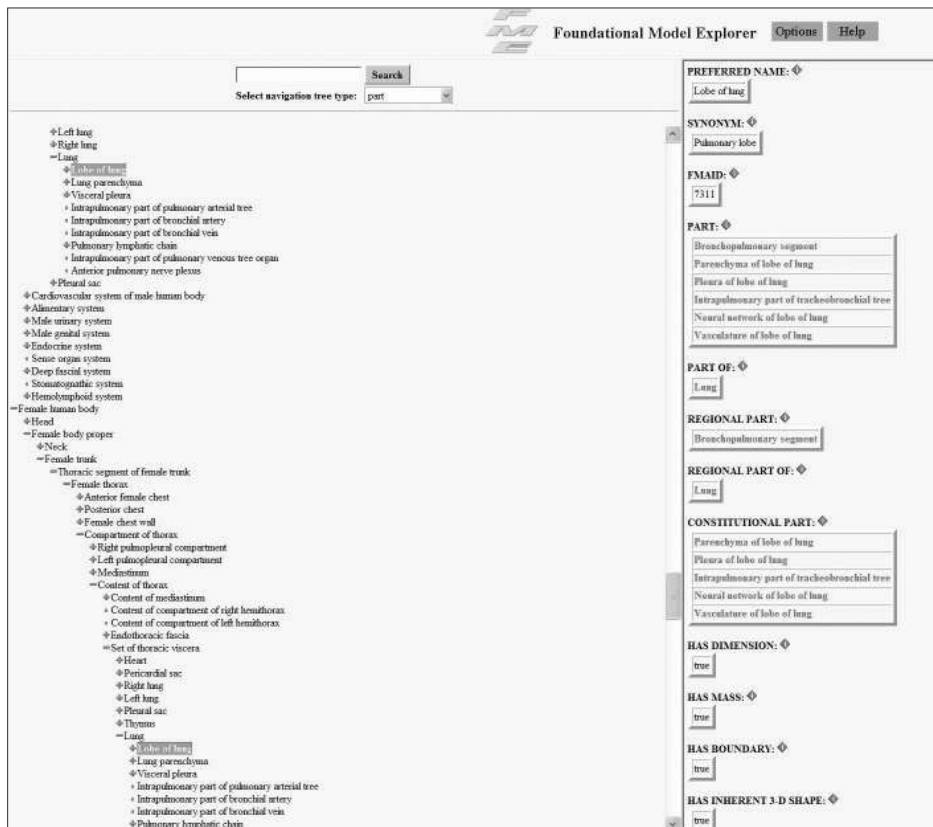 FME
Foundational Model Explorer Options Help
Search
Select navigation tree type: part
Left lung
Right lung
Lung
Lobe of lung
Lung parenchyma
Visceral pleura
Intrapulmonary part of pulmonary arterial tree
Intrapulmonary part of bronchial artery
Intrapulmonary part of bronchial vein
Pulmonary lymphatic chain
Intrapulmonary part of pulmonary venous tree organ
Anterior pulmonary nerve plexus
Pleural sac
Cardiovascular system of male human body
Alimentary system
Male urinary system
Male genital system
Endocrine system
Sense organ system
Deep fascial system
Stomatognathic system
Hemolymphoid system
Female human body
Head
Female body proper
Neck
Female trunk
Thoracic segment of female trunk
Female thorax
Anterior female chest
Posterior chest
Female chest wall
Compartment of thorax
Right pulmopleural compartment
Left pulmopleural compartment
Mediastinum
Content of thorax
Content of mediastinum
Content of compartment of right hemithorax
Content of compartment of left hemithorax
Endothoracic fascia
Set of thoracic viscera
Heart
Pericardial sac
Right lung
Left lung
Pleural sac
Thymus
Lung
Lobe of lung
Lung parenchyma
Visceral pleura
Intrapulmonary part of pulmonary arterial tree
Intrapulmonary part of bronchial artery
Intrapulmonary part of bronchial vein
Pulmonary lymphatic chain
PREFERRED NAME:
Lobe of lung
SYNONYM:
Pulmonary lobe
FMAID:
7311
PART:
Bronchopulmonary segment
Parenchyma of lobe of lung
Pleura of lobe of lung
Intrapulmonary part of tracheobronchial tree
Neural network of lobe of lung
Vasculature of lobe of lung
PART OF:
Lung
REGIONAL PART:
Bronchopulmonary segment
REGIONAL PART OF:
Lung
CONSTITUTIONAL PART:
Parenchyma of lobe of lung
Pleura of lobe of lung
Intrapulmonary part of tracheobronchial tree
Neural network of lobe of lung
Vasculature of lobe of lung
HAS DIMENSION:
true
HAS MASS:
true
HAS BOUNDARY:
true
HAS INHERENT 3-D SHAPE:
true